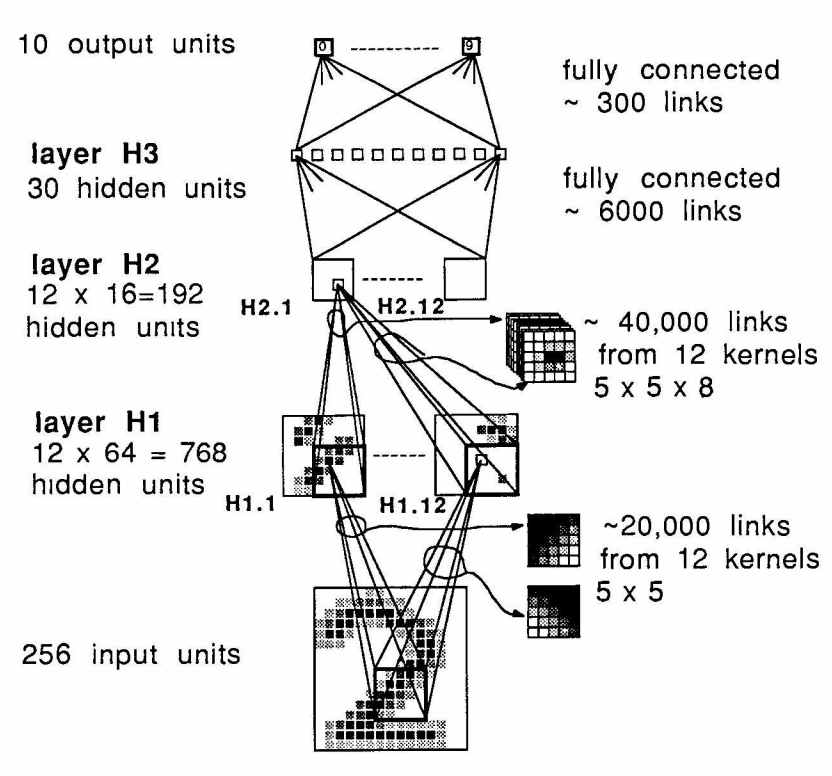 10 output units
0
9
fully connected
~ 300 links
layer H3
30 hidden units
fully connected
~ 6000 links
layer H2
12 x 16=192
hidden units
H2.1
H2.12
~ 40,000 links
from 12 kernels
5 x 5 x 8
layer H1
12 x 64 = 768
hidden units
H1.1
H1.12
~20,000 links
from 12 kernels
5 x 5
256 input units